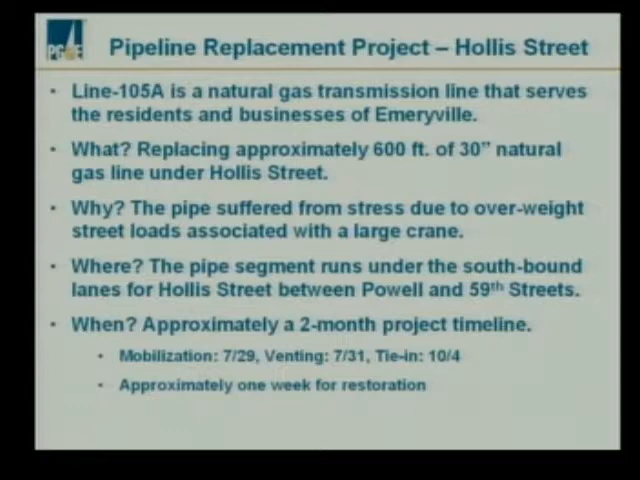 PG&E
Pipeline Replacement Project – Hollis Street
• Line-105A is a natural gas transmission line that serves
the residents and businesses of Emeryville.
• What? Replacing approximately 600 ft. of 30” natural
gas line under Hollis Street.
• Why? The pipe suffered from stress due to over-weight
street loads associated with a large crane.
• Where? The pipe segment runs under the south-bound
lanes for Hollis Street between Powell and 59th Streets.
• When? Approximately a 2-month project timeline.
• Mobilization: 7/29, Venting: 7/31, Tie-in: 10/4
• Approximately one week for restoration